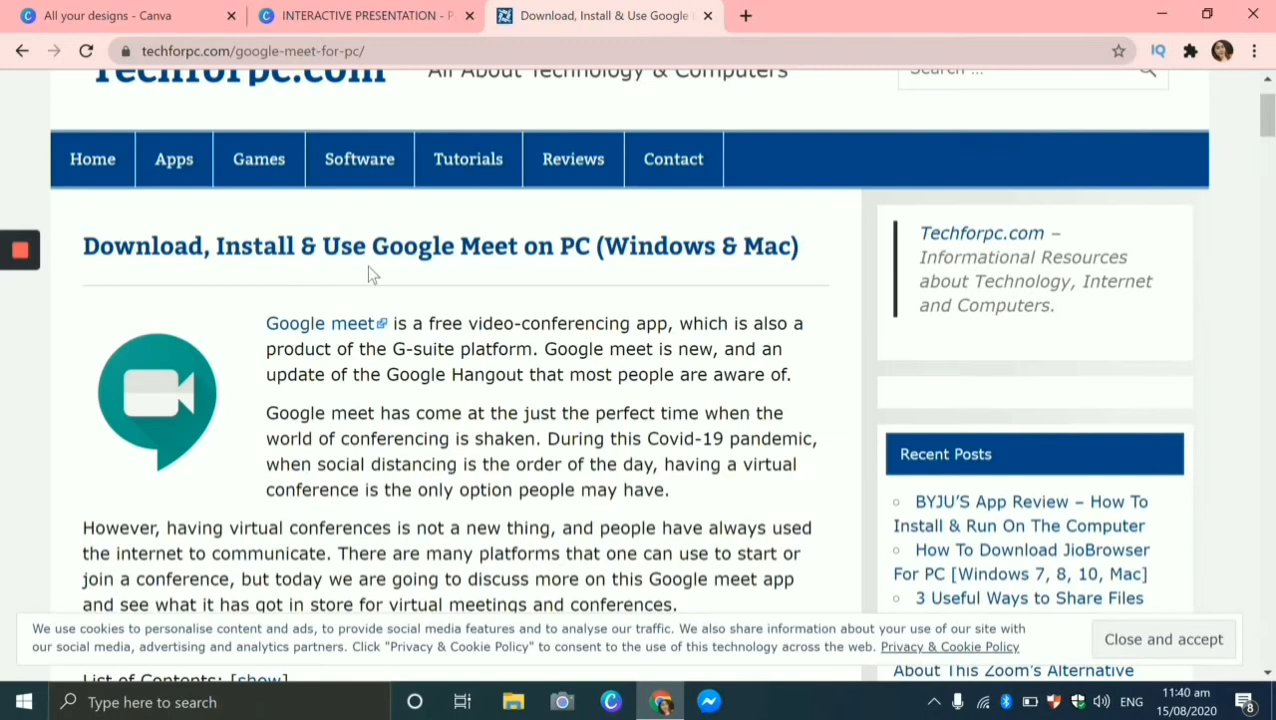 All your designs - Canva
INTERACTIVE PRESENTATION - P
Download, Install & Use Google
techforpc.com/google-meet-for-pc/
Techforpc.com
All About Technology & Computers
Search ...
Home
Apps
Games
Software
Tutorials
Reviews
Contact
Download, Install & Use Google Meet on PC (Windows & Mac)
Google meet is a free video-conferencing app, which is also a
product of the G-suite platform. Google meet is new, and an
update of the Google Hangout that most people are aware of.
Google meet has come at the just the perfect time when the
world of conferencing is shaken. During this Covid-19 pandemic,
when social distancing is the order of the day, having a virtual
conference is the only option people may have.
However, having virtual conferences is not a new thing, and people have always used
the internet to communicate. There are many platforms that one can use to start or
join a conference, but today we are going to discuss more on this Google meet app
and see what it has got in store for virtual meetings and conferences.
List of Contents: [show]
Techforpc.com –
Informational Resources
about Technology, Internet
and Computers.
Recent Posts
BYJU'S App Review – How To
Install & Run On The Computer
How To Download JioBrowser
For PC [Windows 7, 8, 10, Mac]
3 Useful Ways to Share Files
About This Zoom's Alternative
We use cookies to personalise content and ads, to provide social media features and to analyse our traffic. We also share information about your use of our site with
our social media, advertising and analytics partners. Click "Privacy & Cookie Policy" to consent to the use of this technology across the web. Privacy & Cookie Policy
Close and accept
Type here to search
ENG
11:40 am
15/08/2020
8
IQ